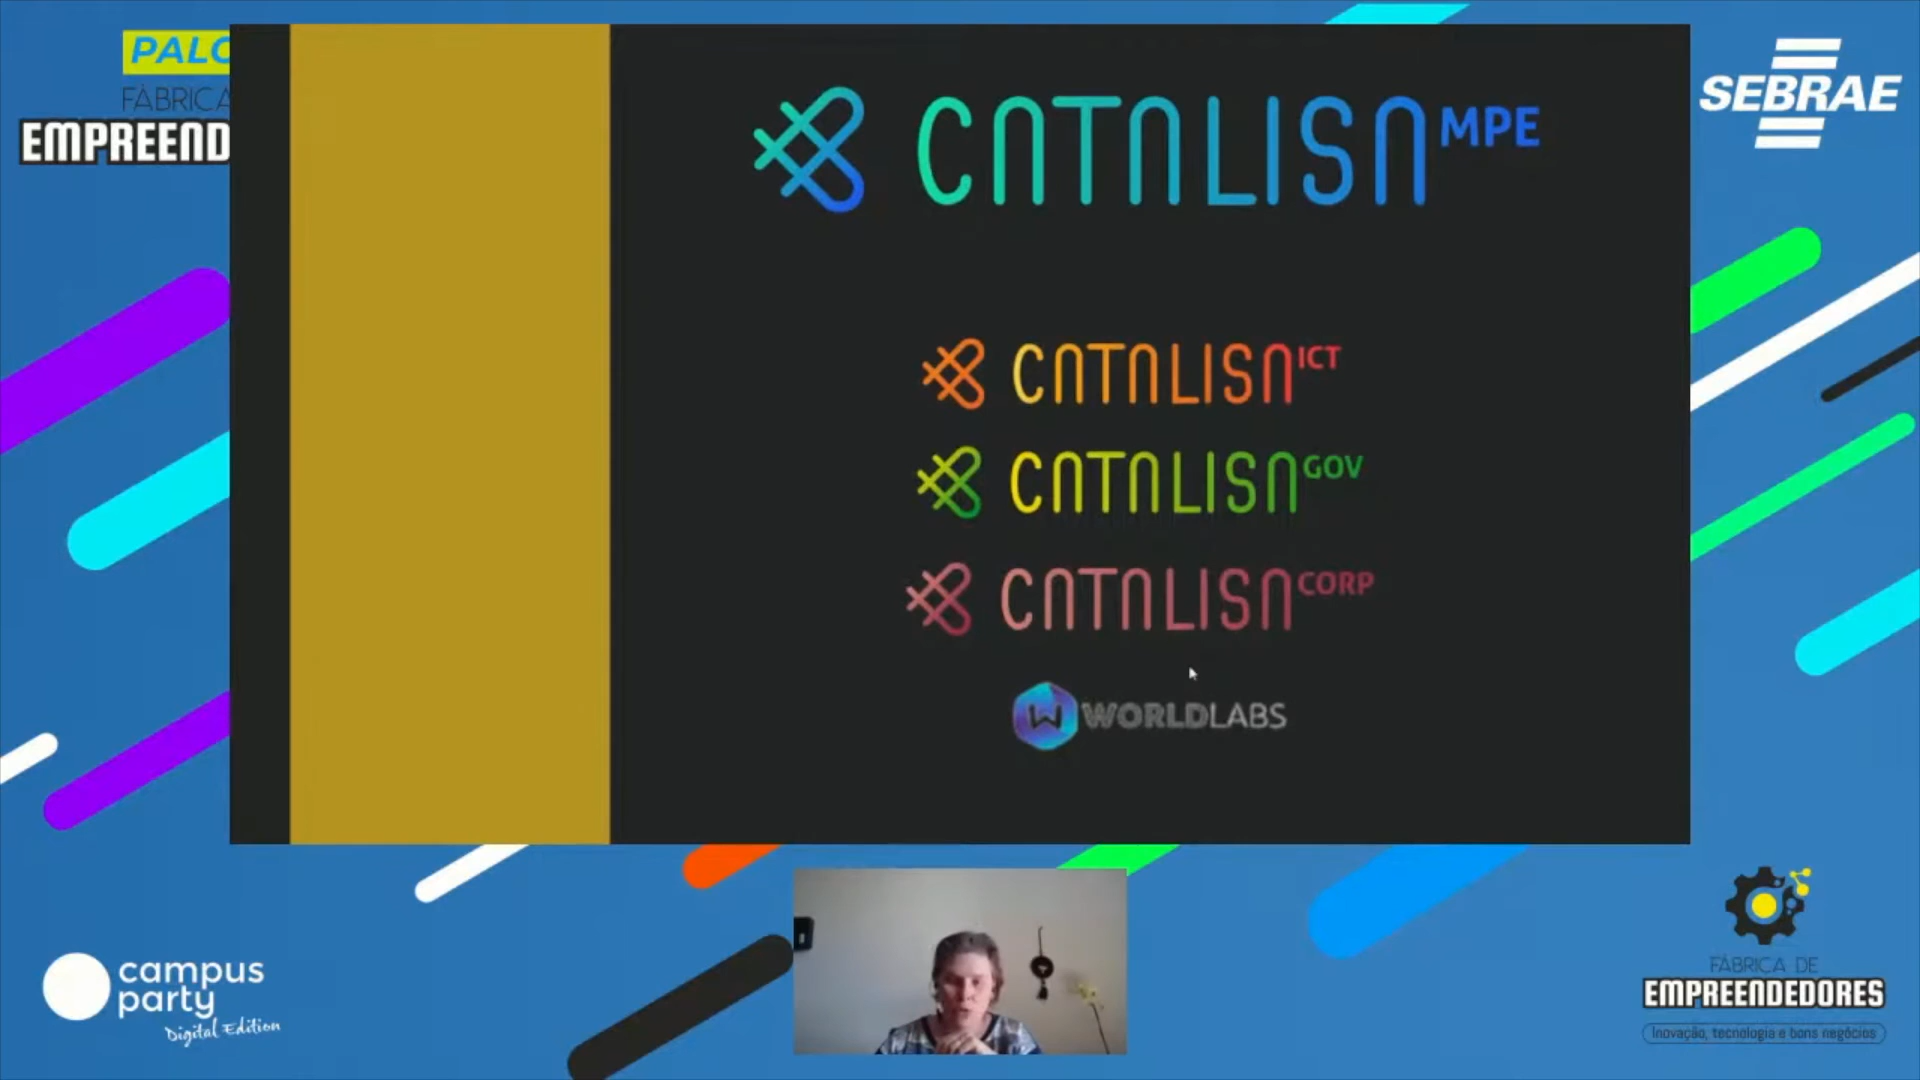 PALC
FÁBRICA
EMPREEND
SEBRAE
CATALISA MPE
CATALISA ICT
CATALISA GOV
CATALISA CORP
W WORLDLABS
campus
party
Digital Edition
FÁBRICA DE
EMPREENDEDORES
Inovação, tecnologia e bons negócios